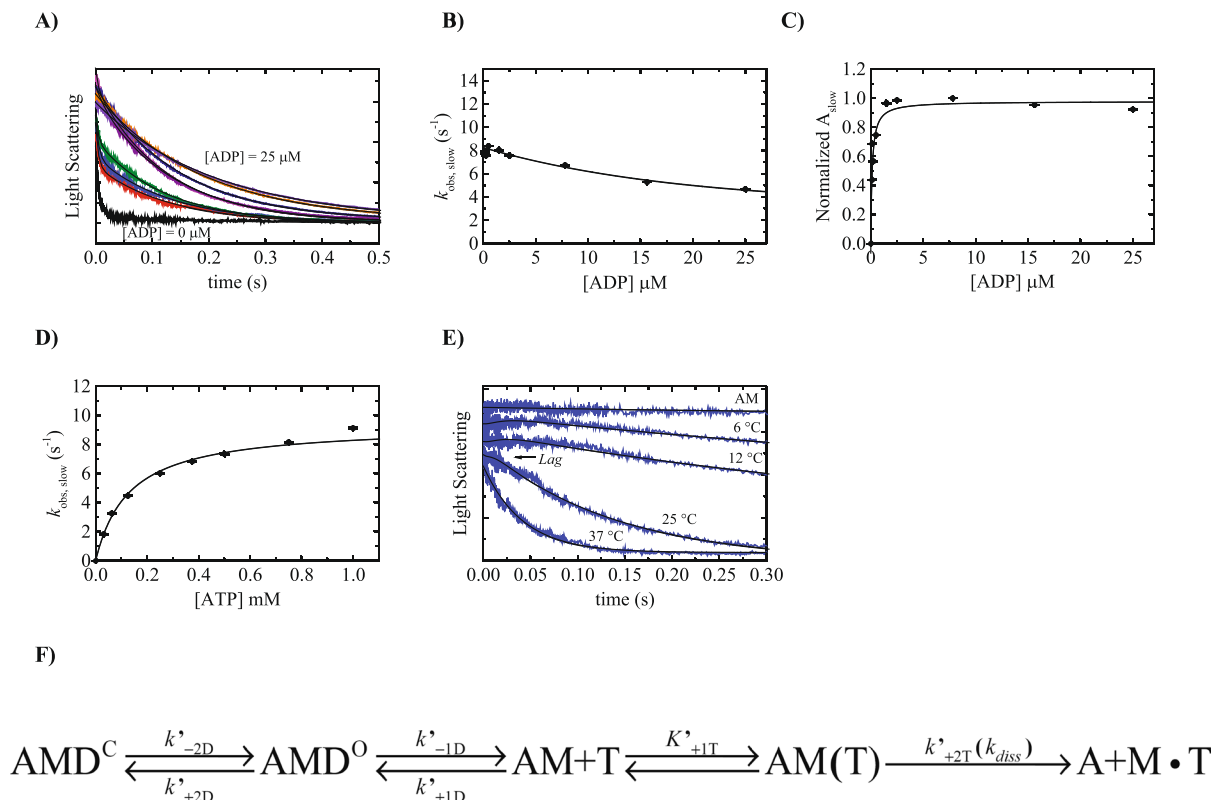 A)
Light Scattering
[ADP] = 25 μM
[ADP] = 0 μM
0.0 0.1 0.2 0.3 0.4 0.5
time (s)
B)
k obs, slow (s-1)
14
12
10
8
6
4
2
0
0 5 10 15 20 25
[ADP] μM
C)
Normalized A slow
1.2
1.0
0.8
0.6
0.4
0.2
0.0
0 5 10 15 20 25
[ADP] μM
D)
k obs, slow (s-1)
12
10
8
6
4
2
0
0.0 0.2 0.4 0.6 0.8 1.0
[ATP] mM
E)
Light Scattering
AM
6 °C
12 °C
Lag
25 °C
37 °C
0.00 0.05 0.10 0.15 0.20 0.25 0.30
time (s)
F)
k’-2D k’-1D K’+1T k’+2T(kdiss)
AMD^C AMD^O AM+T AM(T) A+M • T
k’+2D k’+1D